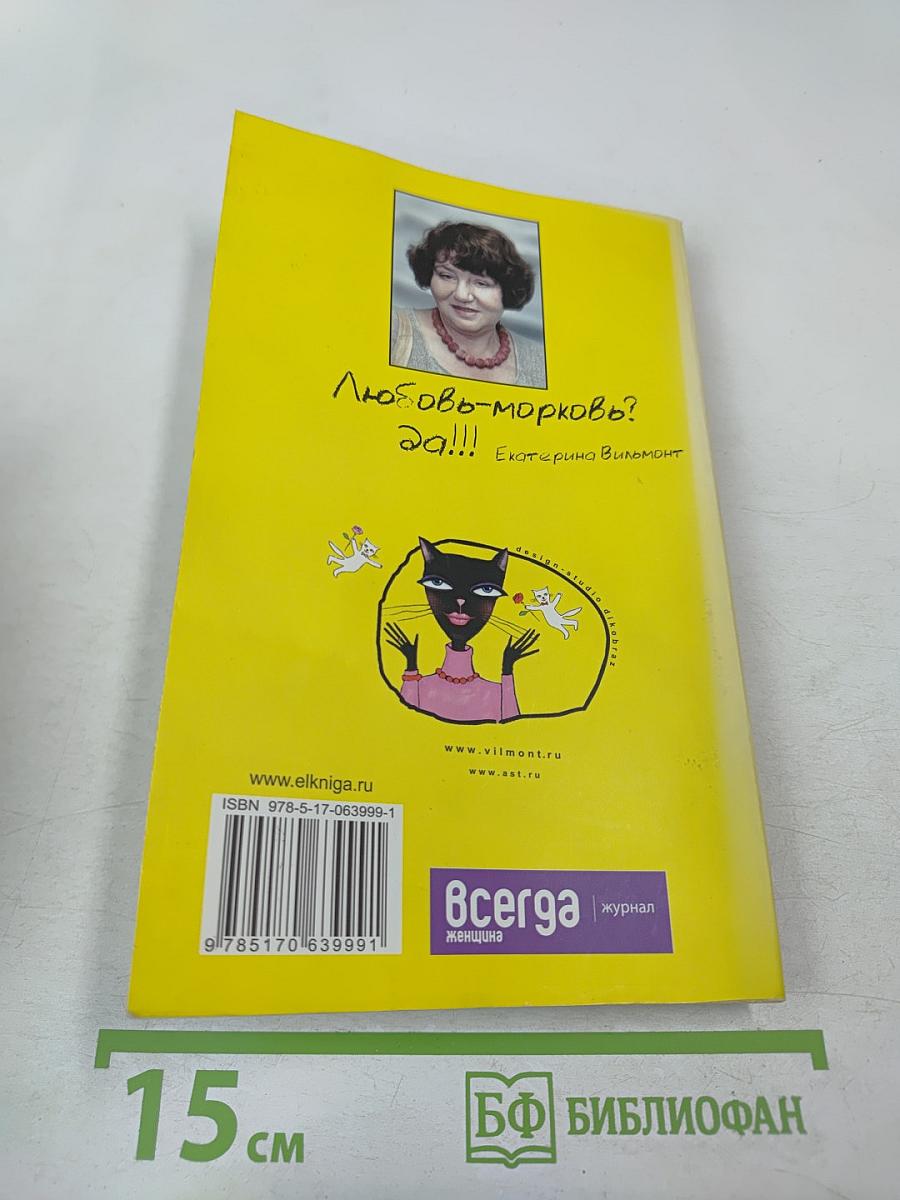 Любовь-морковь?
Да!!!
Екатерина Вильмонт
design-studio dikobraz
www.vilmont.ru
www.ast.ru
www.elkniga.ru
ISBN 978-5-17-063999-1
9 785170 639991
всегда
женщина
журнал
15 см
БФ БИБЛИОФАН